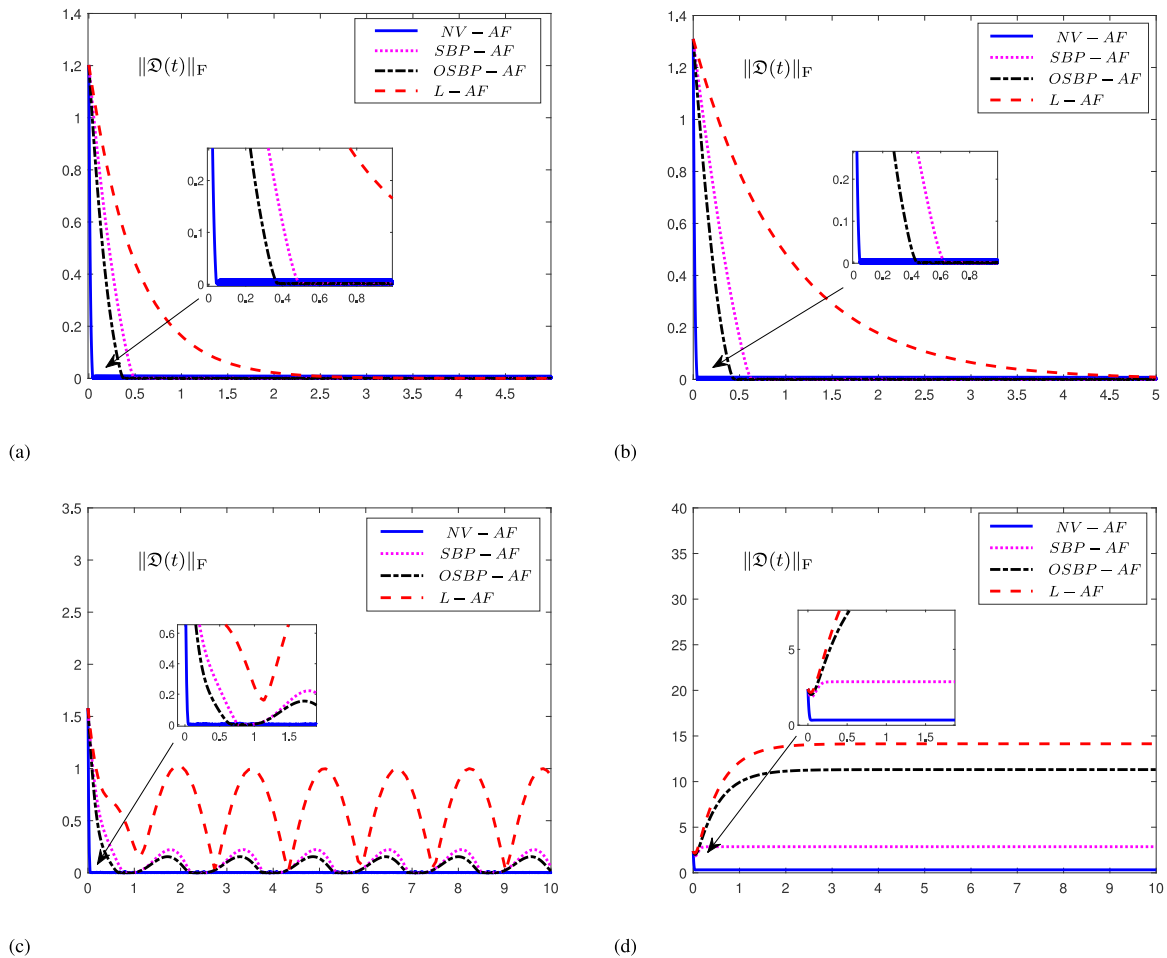 1.4
1.2
1
0.8
0.6
0.4
0.2
0
0 0.5 1 1.5 2 2.5 3 3.5 4 4.5
‖𝔇(t)‖F
NV − AF
SBP − AF
OSBP − AF
L − AF
0.2
0.1
0
0 0.2 0.4 0.6 0.8
(a)
1.4
1.2
1
0.8
0.6
0.4
0.2
0
0 0.5 1 1.5 2 2.5 3 3.5 4 4.5 5
‖𝔇(t)‖F
NV − AF
SBP − AF
OSBP − AF
L − AF
0.2
0.1
0
0 0.2 0.4 0.6 0.8
(b)
3.5
3
2.5
2
1.5
1
0.5
0
0 1 2 3 4 5 6 7 8 9 10
‖𝔇(t)‖F
NV − AF
SBP − AF
OSBP − AF
L − AF
0.6
0.4
0.2
0
0 0.5 1 1.5
(c)
40
35
30
25
20
15
10
5
0
0 1 2 3 4 5 6 7 8 9 10
‖𝔇(t)‖F
NV − AF
SBP − AF
OSBP − AF
L − AF
5
0
0 0.5 1 1.5
(d)